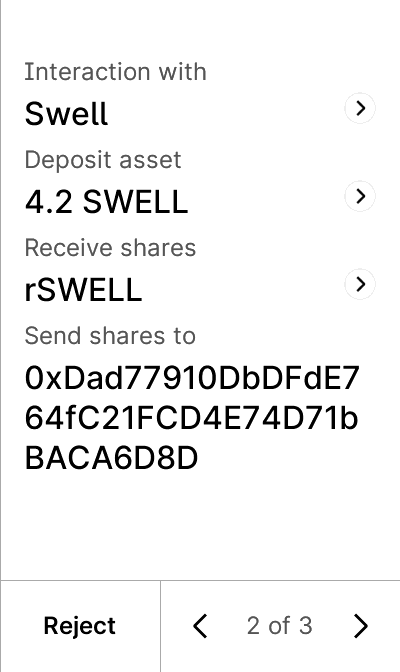 Interaction with
Swell
Deposit asset
4.2 SWELL
Receive shares
rSWELL
Send shares to
0xDad77910DbDFdE7
64fC21FCD4E74D71b
BACA6D8D
Reject
2 of 3